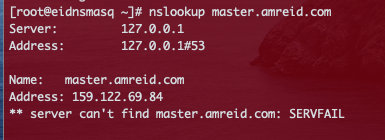 [root@eidnsmasq ~]# nslookup master.amreid.com
Server:         127.0.0.1
Address:        127.0.0.1#53
Name:   master.amreid.com
Address: 159.122.69.84
** server can't find master.amreid.com: SERVFAIL